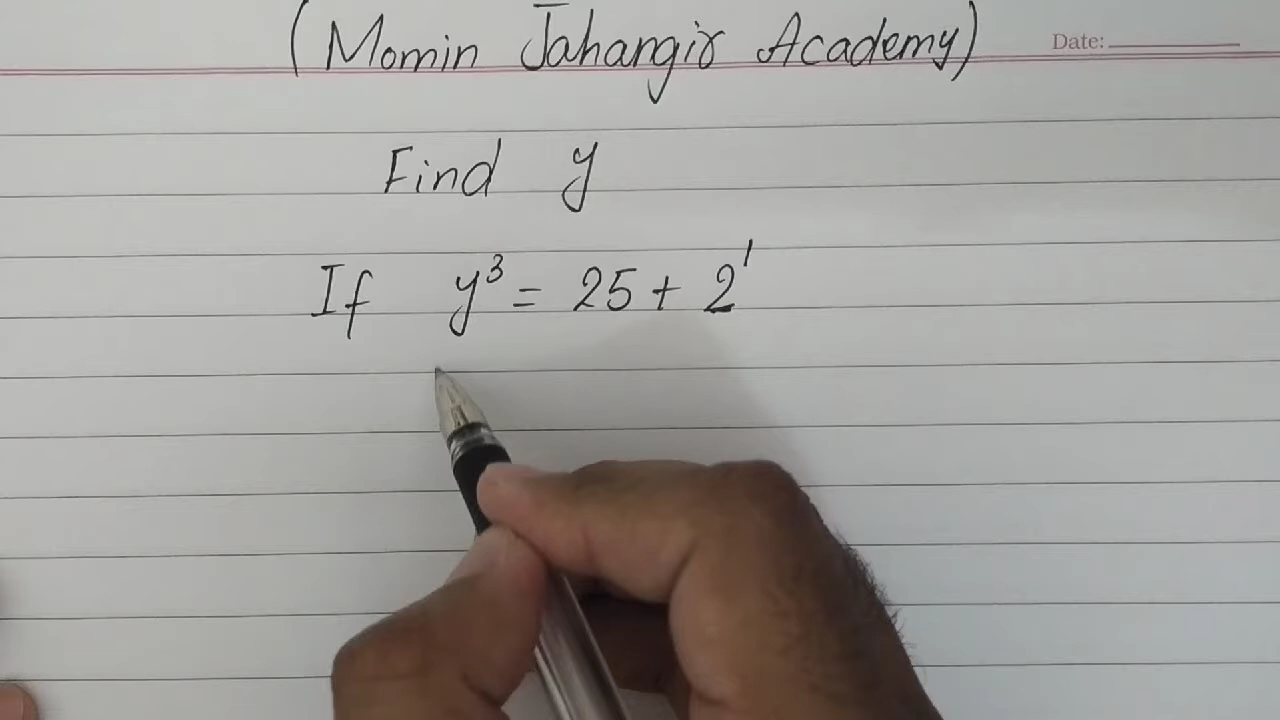 (Momin Jahangir Academy)
Date:
Find y
If y³ = 25 + 2¹